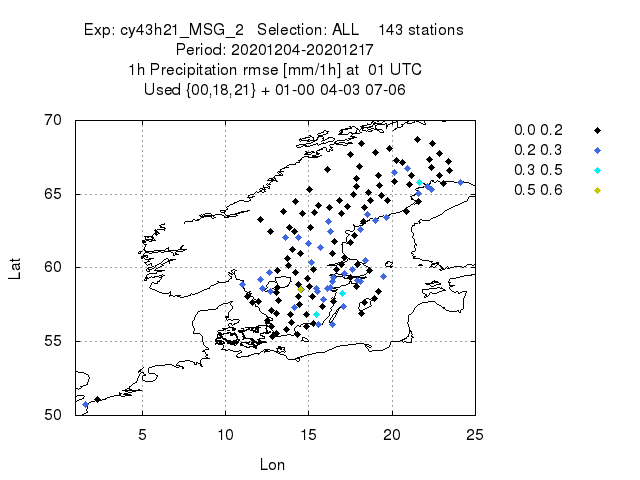 Exp: cy43h21_MSG_2   Selection: ALL    143 stations
Period: 20201204-20201217
1h Precipitation rmse [mm/1h] at  01 UTC
Used {00,18,21} + 01-00 04-03 07-06
0.0 0.2
0.2 0.3
0.3 0.5
0.5 0.6
70
65
60
55
50
Lat
5 10 15 20 25
Lon